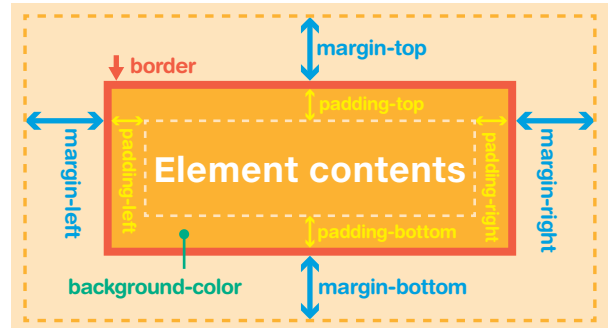 margin-top
border
padding-top
margin-left
padding-left
Element contents
padding-right
margin-right
padding-bottom
background-color
margin-bottom